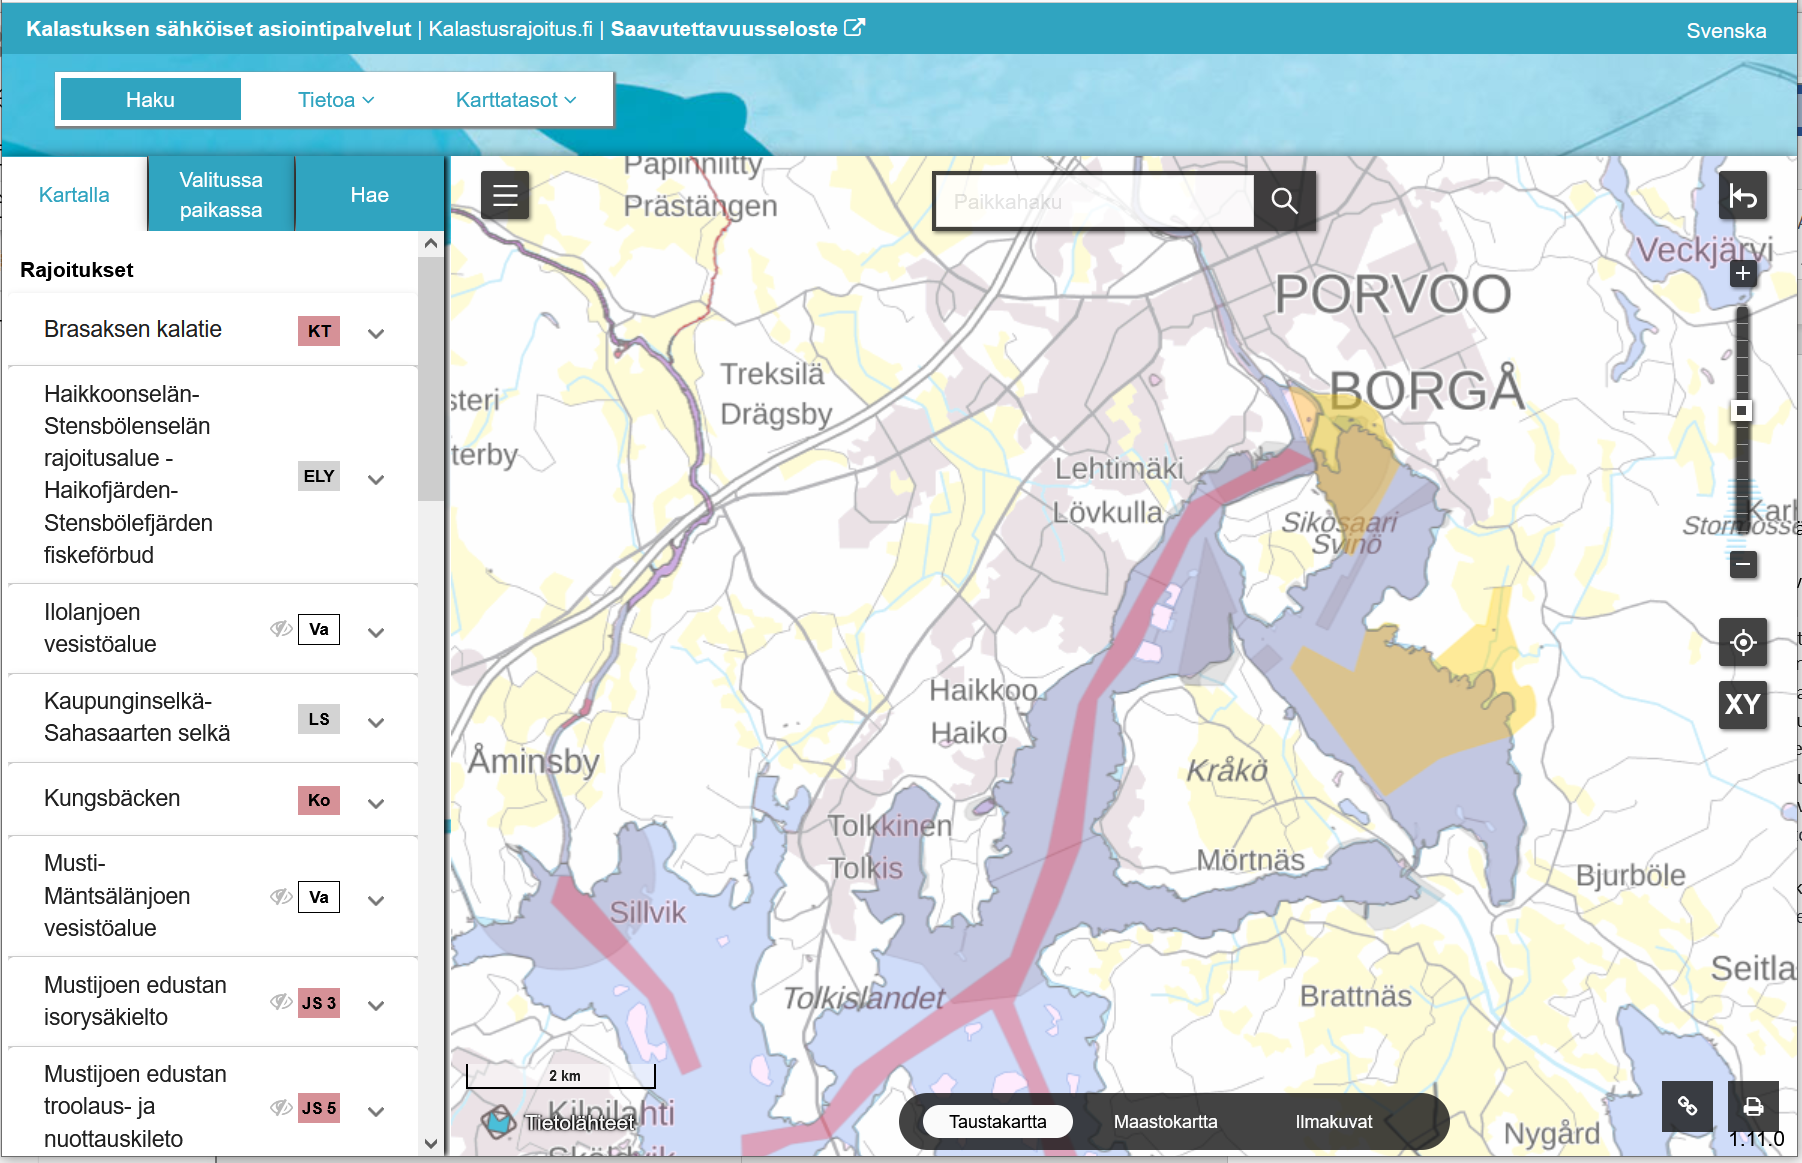 Kalastuksen sähköiset asiointipalvelut | Kalastusrajoitus.fi | Saavutettavuusseloste
Svenska
Haku
Tietoa
Karttatasot
Kartalla
Valitussa
paikassa
Hae
Rajoitukset
Brasaksen kalatie
KT
Haikkoonselän-
Stensbölenselän
rajoitusalue -
Haikofjärden-
Stensbölefjärden
fiskeförbud
ELY
Ilolanjoen
vesistöalue
Va
Kaupunginselkä-
Sahasaarten selkä
LS
Kungsbäcken
Ko
Musti-
Mäntsälänjoen
vesistöalue
Va
Mustijoen edustan
isorysäkielto
JS 3
Mustijoen edustan
troolaus- ja
nuottauskileto
JS 5
Papinniitty
Prästängen
Paikkahaku
Veckjärvi
PORVOO
BORGÅ
Treksilä
Drägsby
steri
terby
Lehtimäki
Lövkulla
Sikosaari
Svinö
Karl
Stormosse
XY
Haikkoo
Haiko
Åminsby
Kråkö
Tolkkinen
Tolkis
Mörtnäs
Bjurböle
Sillvik
Seitla
Tolkislandet
Brattnäs
2 km
Kilpilahti
Tietolähteet
Sköldvik
Taustakartta
Maastokartta
Ilmakuvat
Nygård
1.11.0